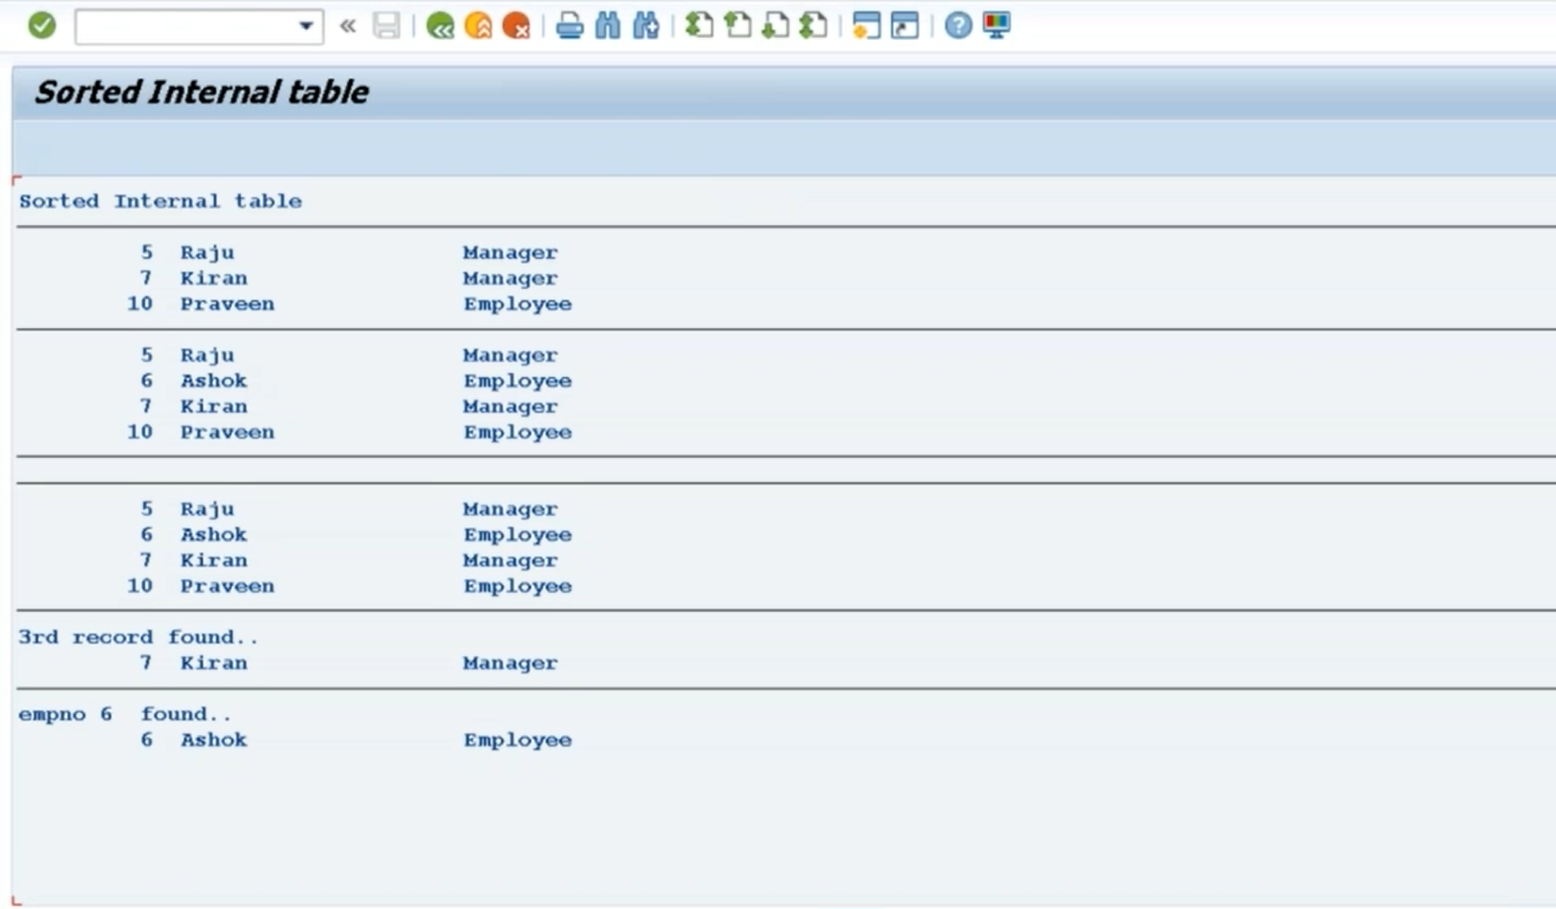 Sorted Internal table
Sorted Internal table
5 Raju Manager
7 Kiran Manager
10 Praveen Employee
5 Raju Manager
6 Ashok Employee
7 Kiran Manager
10 Praveen Employee
5 Raju Manager
6 Ashok Employee
7 Kiran Manager
10 Praveen Employee
3rd record found..
7 Kiran Manager
empno 6 found..
6 Ashok Employee